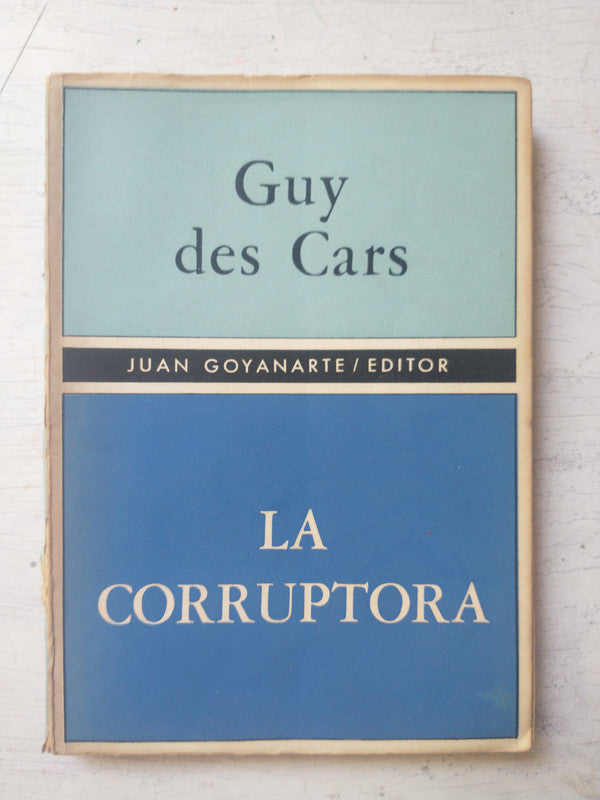 Guy
des Cars
JUAN GOYANARTE / EDITOR
LA
CORRUPTORA